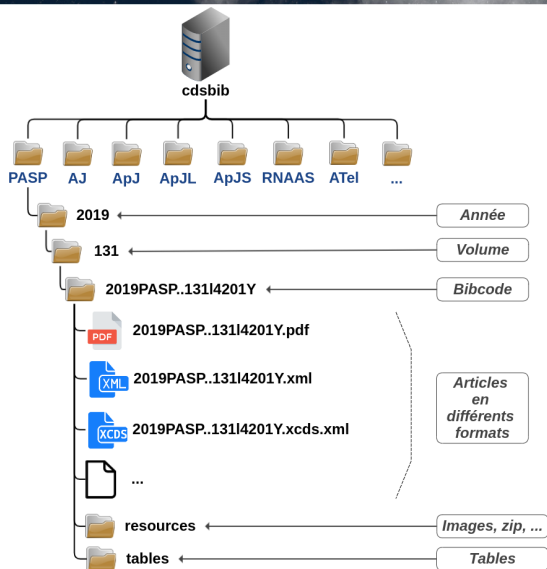 cdsbib
PASP AJ ApJ ApJL ApJS RNAAS ATel ...
2019
Année
131
Volume
2019PASP..131l4201Y
Bibcode
PDF
2019PASP..131l4201Y.pdf
XML
2019PASP..131l4201Y.xml
XCDS
2019PASP..131l4201Y.xcds.xml
Articles
en
différents
formats
...
resources
Images, zip, ...
tables
Tables